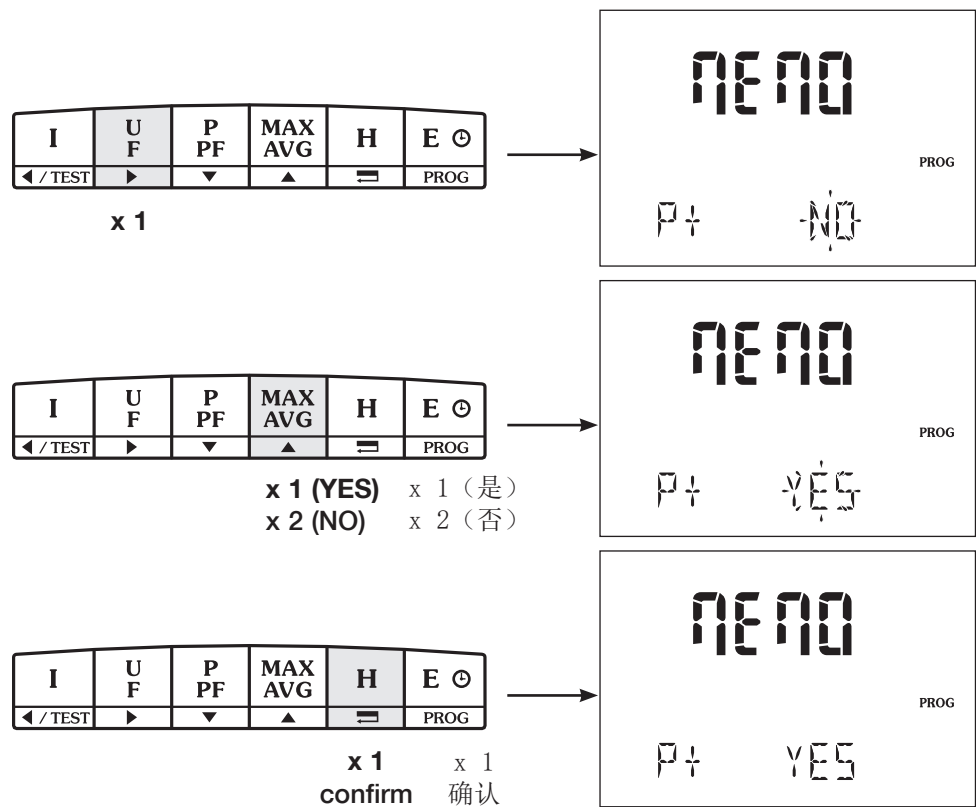 MEMO
I U F P PF MAX AVG H E
/ TEST PROG
PROG
x 1
P+ NO
MEMO
I U F P PF MAX AVG H E
/ TEST PROG
PROG
x 1 (YES) x 1（是）
x 2 (NO) x 2（否）
P+ YES
MEMO
I U F P PF MAX AVG H E
/ TEST PROG
PROG
x 1 x 1
confirm 确认
P+ YES